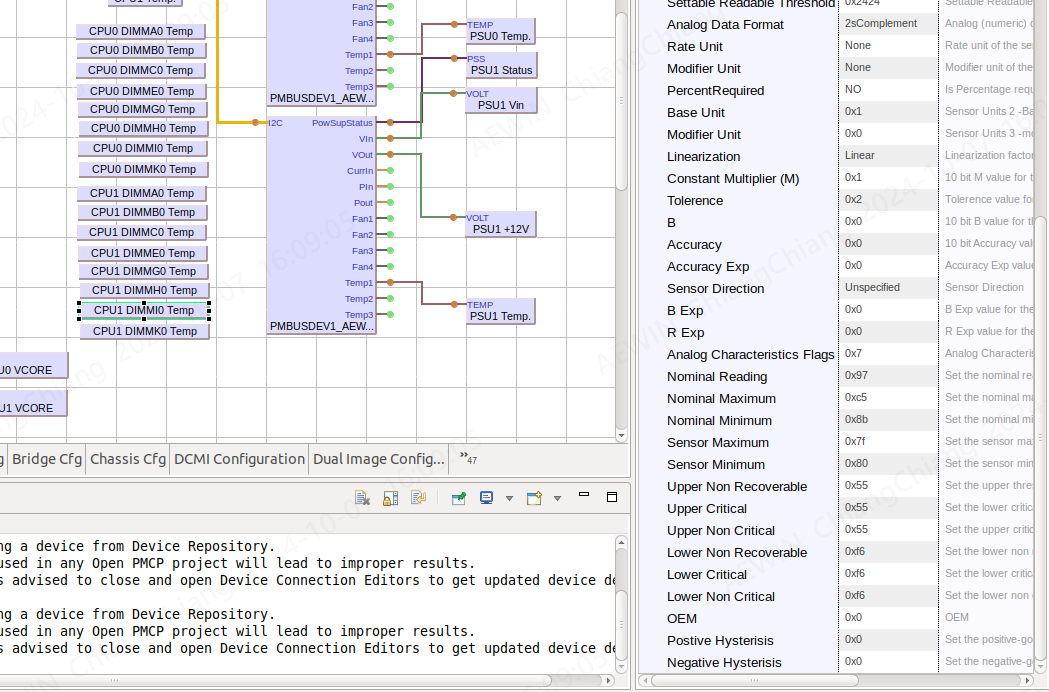 CPU1 Temp.
CPU0 DIMMA0 Temp
CPU0 DIMMB0 Temp
CPU0 DIMMC0 Temp
CPU0 DIMME0 Temp
CPU0 DIMMG0 Temp
CPU0 DIMMH0 Temp
CPU0 DIMMI0 Temp
CPU0 DIMMK0 Temp
CPU1 DIMMA0 Temp
CPU1 DIMMB0 Temp
CPU1 DIMMC0 Temp
CPU1 DIMME0 Temp
CPU1 DIMMG0 Temp
CPU1 DIMMH0 Temp
CPU1 DIMMI0 Temp
CPU1 DIMMK0 Temp
U0 VCORE
U1 VCORE
Fan2
Fan3
Fan4
Temp1
Temp2
Temp3
PMBUSDEV1_AEW...
I2C
PowSupStatus
VIn
VOut
CurrIn
PIn
Pout
Fan1
Fan2
Fan3
Fan4
Temp1
Temp2
Temp3
PMBUSDEV1_AEW...
TEMP
PSU0 Temp.
PSS
PSU1 Status
VOLT
PSU1 Vin
VOLT
PSU1 +12V
TEMP
PSU1 Temp.
g Bridge Cfg Chassis Cfg DCMI Configuration Dual Image Config... »47
ng a device from Device Repository.
used in any Open PMCP project will lead to improper results.
s advised to close and open Device Connection Editors to get updated device de
ng a device from Device Repository.
used in any Open PMCP project will lead to improper results.
s advised to close and open Device Connection Editors to get updated device de
Settable Readable Threshold 0x2424 Settable Readable
Analog Data Format 2sComplement Analog (numeric) d
Rate Unit None Rate unit of the se
Modifier Unit None Modifier unit of the
PercentRequired NO Is Percentage requ
Base Unit 0x1 Sensor Units 2 -Ba
Modifier Unit 0x0 Sensor Units 3 -mo
Linearization Linear Linearization factor
Constant Multiplier (M) 0x1 10 bit M value for t
Tolerence 0x2 Tolerence value fo
B 0x0 10 bit B value for th
Accuracy 0x0 10 bit Accuracy val
Accuracy Exp 0x0 Accuracy Exp value
Sensor Direction Unspecified Sensor Direction
B Exp 0x0 B Exp value for the
R Exp 0x0 R Exp value for the
Analog Characteristics Flags 0x7 Analog Characteris
Nominal Reading 0x97 Set the nominal re
Nominal Maximum 0xc5 Set the nominal ma
Nominal Minimum 0x8b Set the nominal mi
Sensor Maximum 0x7f Set the sensor ma
Sensor Minimum 0x80 Set the sensor min
Upper Non Recoverable 0x55 Set the upper thres
Upper Critical 0x55 Set the lower critic
Upper Non Critical 0x55 Set the upper critic
Lower Non Recoverable 0xf6 Set the lower non
Lower Critical 0xf6 Set the lower critic
Lower Non Critical 0xf6 Set the lower non
OEM 0x0 OEM
Postive Hysterisis 0x0 Set the positive-go
Negative Hysterisis 0x0 Set the negative-g